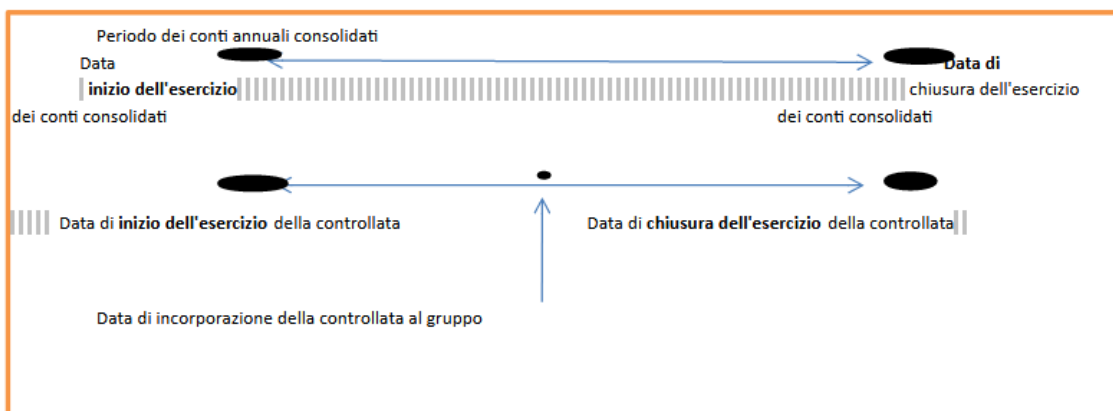 Periodo dei conti annuali consolidati
Data
Data di
inizio dell'esercizio
chiusura dell'esercizio
dei conti consolidati
dei conti consolidati
Data di inizio dell'esercizio della controllata
Data di chiusura dell'esercizio della controllata
Data di incorporazione della controllata al gruppo